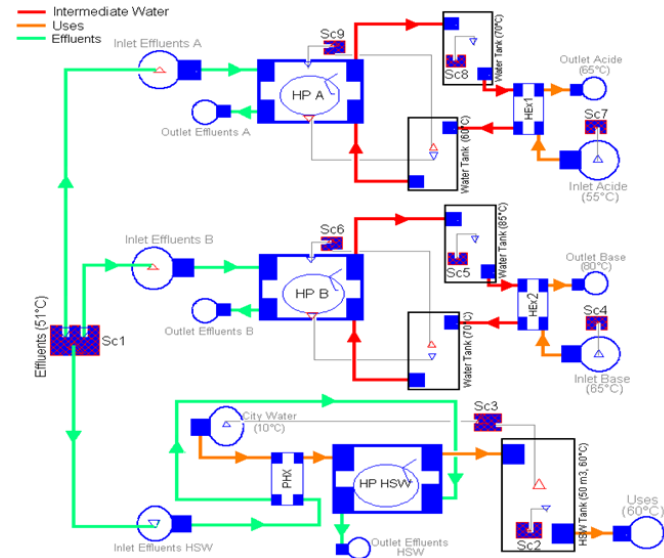 Intermediate Water
Uses
Effluents
Sc9
Inlet Effluents A
HP A
Outlet Effluents A
Water Tank (70°C)
Sc8
Water Tank (60°C)
HEx1
Outlet Acide
(65°C)
Sc7
Inlet Acide
(55°C)
Sc6
Inlet Effluents B
HP B
Outlet Effluents B
Water Tank (85°C)
Sc5
Water Tank (70°C)
HEx2
Outlet Base
(80°C)
Sc4
Inlet Base
(65°C)
Effluents (51°C)
Sc1
City Water
(10°C)
PHX
HP HSW
Sc3
HSW Tank (50 m3, 60°C)
Sc2
Uses
(60°C)
Inlet Effluents HSW
Outlet Effluents
HSW